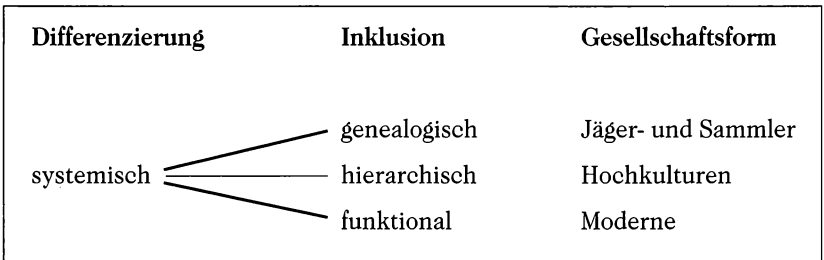 Differenzierung Inklusion Gesellschaftsform
genealogisch Jäger- und Sammler
systemisch hierarchisch Hochkulturen
funktional Moderne